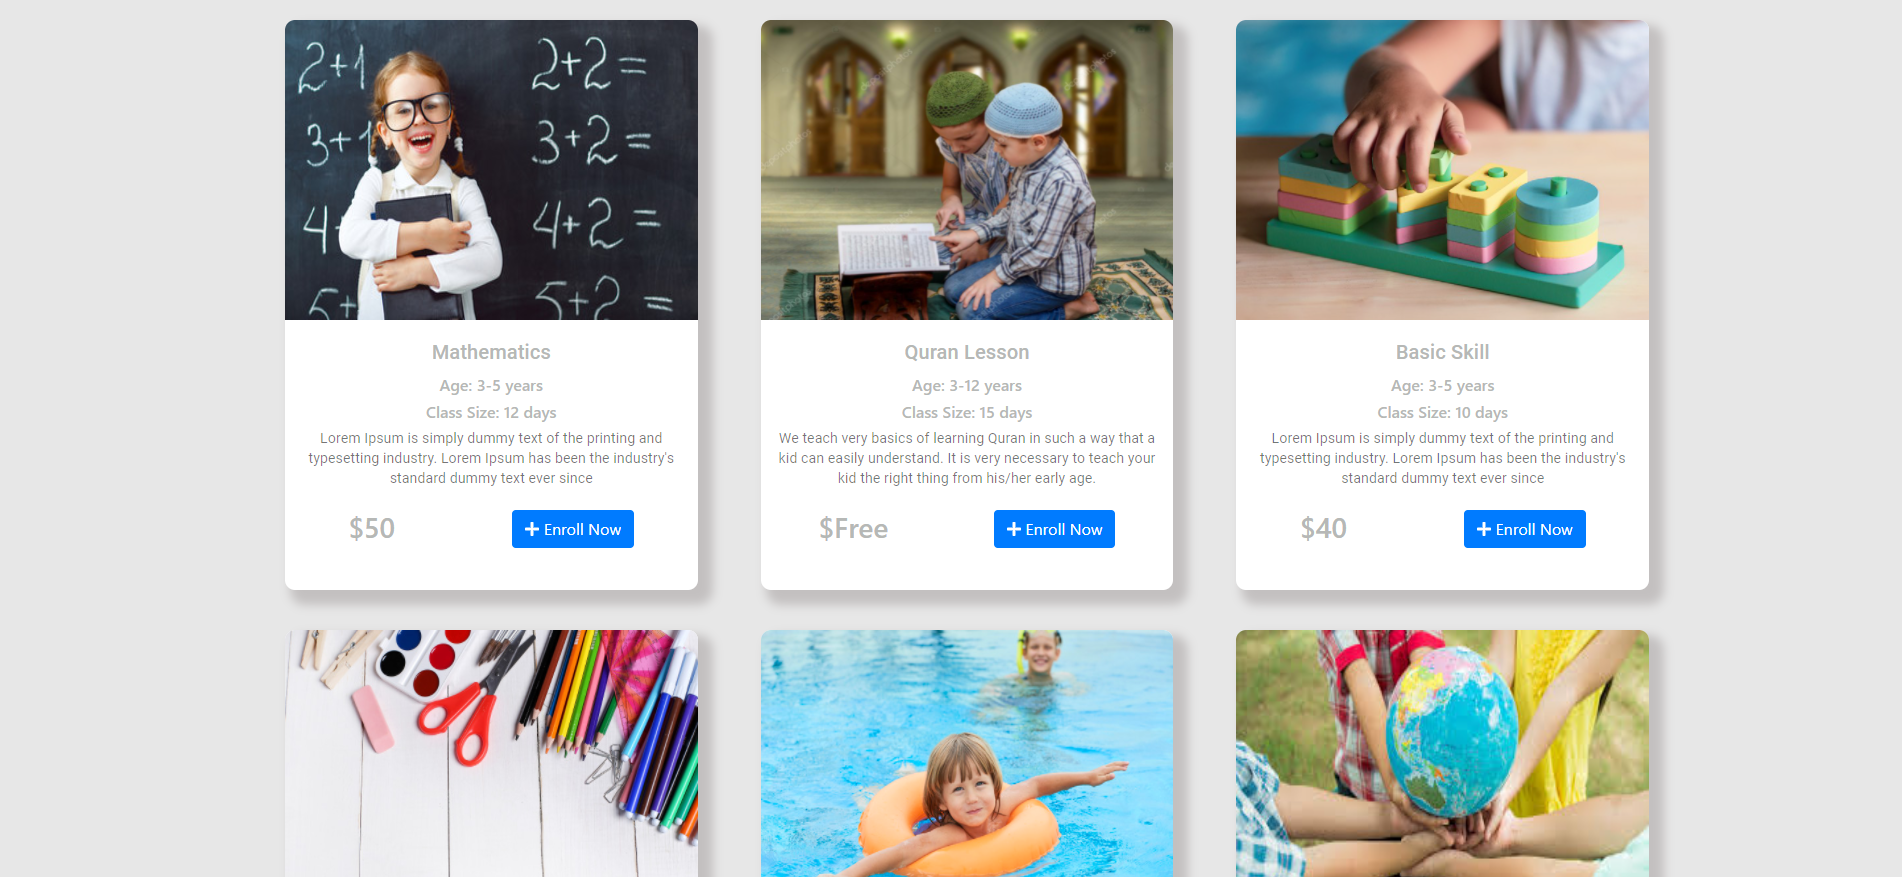 2+1
2+2=
3+1
3+2=
4+
4+2=
5+
5+2=
Mathematics
Age: 3-5 years
Class Size: 12 days
Lorem Ipsum is simply dummy text of the printing and
typesetting industry. Lorem Ipsum has been the industry's
standard dummy text ever since
$50
Enroll Now
Quran Lesson
Age: 3-12 years
Class Size: 15 days
We teach very basics of learning Quran in such a way that a
kid can easily understand. It is very necessary to teach your
kid the right thing from his/her early age.
$Free
Enroll Now
Basic Skill
Age: 3-5 years
Class Size: 10 days
Lorem Ipsum is simply dummy text of the printing and
typesetting industry. Lorem Ipsum has been the industry's
standard dummy text ever since
$40
Enroll Now